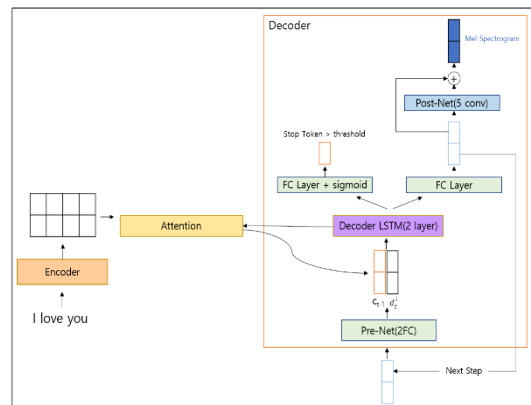 Decoder
Mel-Spectrogram
Post-Net(5 conv)
Stop Token > threshold
FC Layer + sigmoid
FC Layer
Attention
Decoder LSTM(2 layer)
Encoder
I love you
Pre-Net(2FC)
Next Step